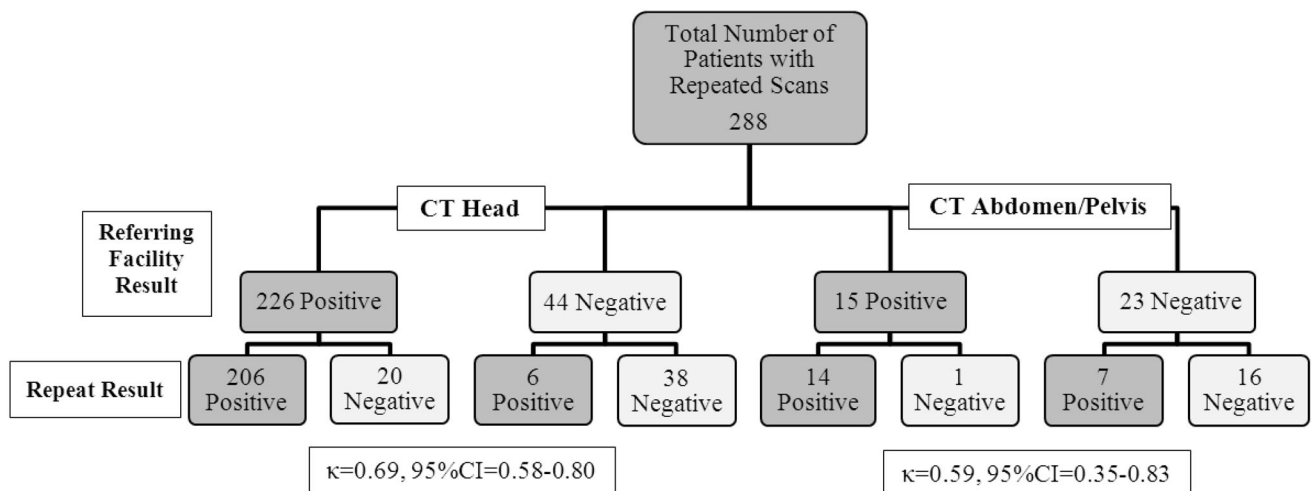 Total Number of
Patients with
Repeated Scans
288
CT Head
CT Abdomen/Pelvis
Referring
Facility
Result
226 Positive
44 Negative
15 Positive
23 Negative
Repeat Result
206
Positive
20
Negative
6
Positive
38
Negative
14
Positive
1
Negative
7
Positive
16
Negative
κ=0.69, 95%CI=0.58-0.80
κ=0.59, 95%CI=0.35-0.83